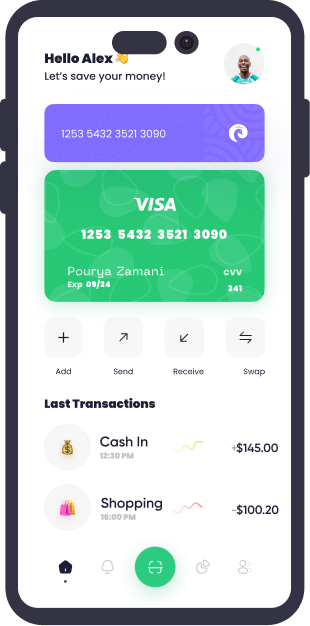 Hello Alex👋
Let's save your money!
1253 5432 3521 3090
VISA
1253 5432 3521 3090
Pourya Zamani
CVV
Exp 09/24
341
Add
Send
Receive
Swap
Last Transactions
Cash In
12:30 PM
+$145.00
Shopping
16:00 PM
-$100.20